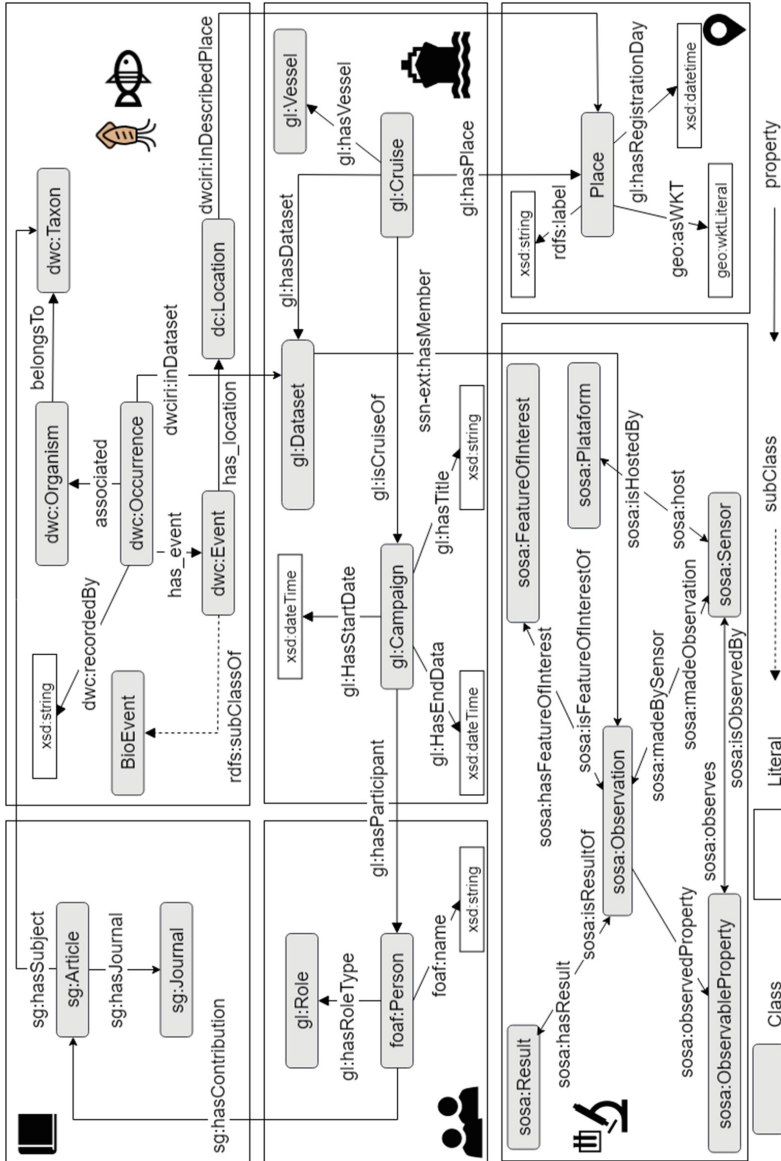 sg:hasSubject
sg:Article
sg:hasJournal
sg:Journal
sg:hasContribution
dwc:Taxon
belongsTo
dwc:Organism
associated
dwc:Occurrence
dwciri:inDataset
dwciri:InDescribedPlace
dc:Location
has_location
has_event
dwc:Event
dwc:recordedBy
xsd:string
BioEvent
rdfs:subClassOf
gl:Role
gl:hasRoleType
foaf:Person
foaf:name
xsd:string
gl:hasParticipant
xsd:dateTime
gl:HasStartDate
gl:Campaign
gl:HasEndData
xsd:dateTime
gl:hasTitle
xsd:string
gl:isCruiseOf
gl:Dataset
gl:hasDataset
ssn-ext:hasMember
gl:Vessel
gl:hasVessel
gl:Cruise
gl:hasPlace
sosa:Result
sosa:hasResult
sosa:isResultOf
sosa:Observation
sosa:observedProperty
sosa:ObservableProperty
sosa:observes
sosa:isObservedBy
sosa:hasFeatureOfInterest
sosa:isFeatureOfInterestOf
sosa:FeatureOfInterest
sosa:madeBySensor
sosa:madeObservation
sosa:Plataform
sosa:isHostedBy
sosa:host
sosa:Sensor
xsd:string
rdfs:label
Place
gl:hasRegistrationDay
xsd:datetime
geo:asWKT
geo:wktLiteral
Class
Literal
subClass
property